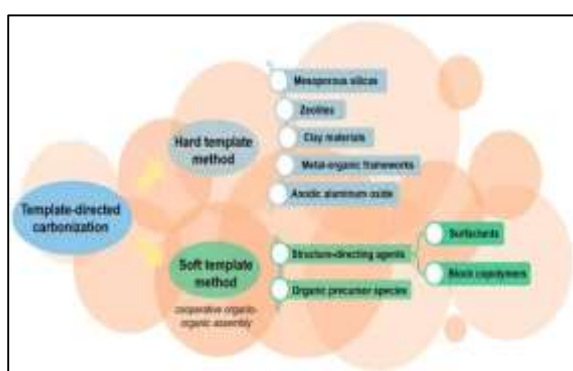 Mesoporous silicas
Zeolites
Clay materials
Metal-organic frameworks
Anodic aluminum oxide
Hard template
method
Template-directed
carbonization
Soft template
method
cooperative organic-
organic assembly
Structure-directing agents
Organic precursor species
Surfactants
Block copolymers